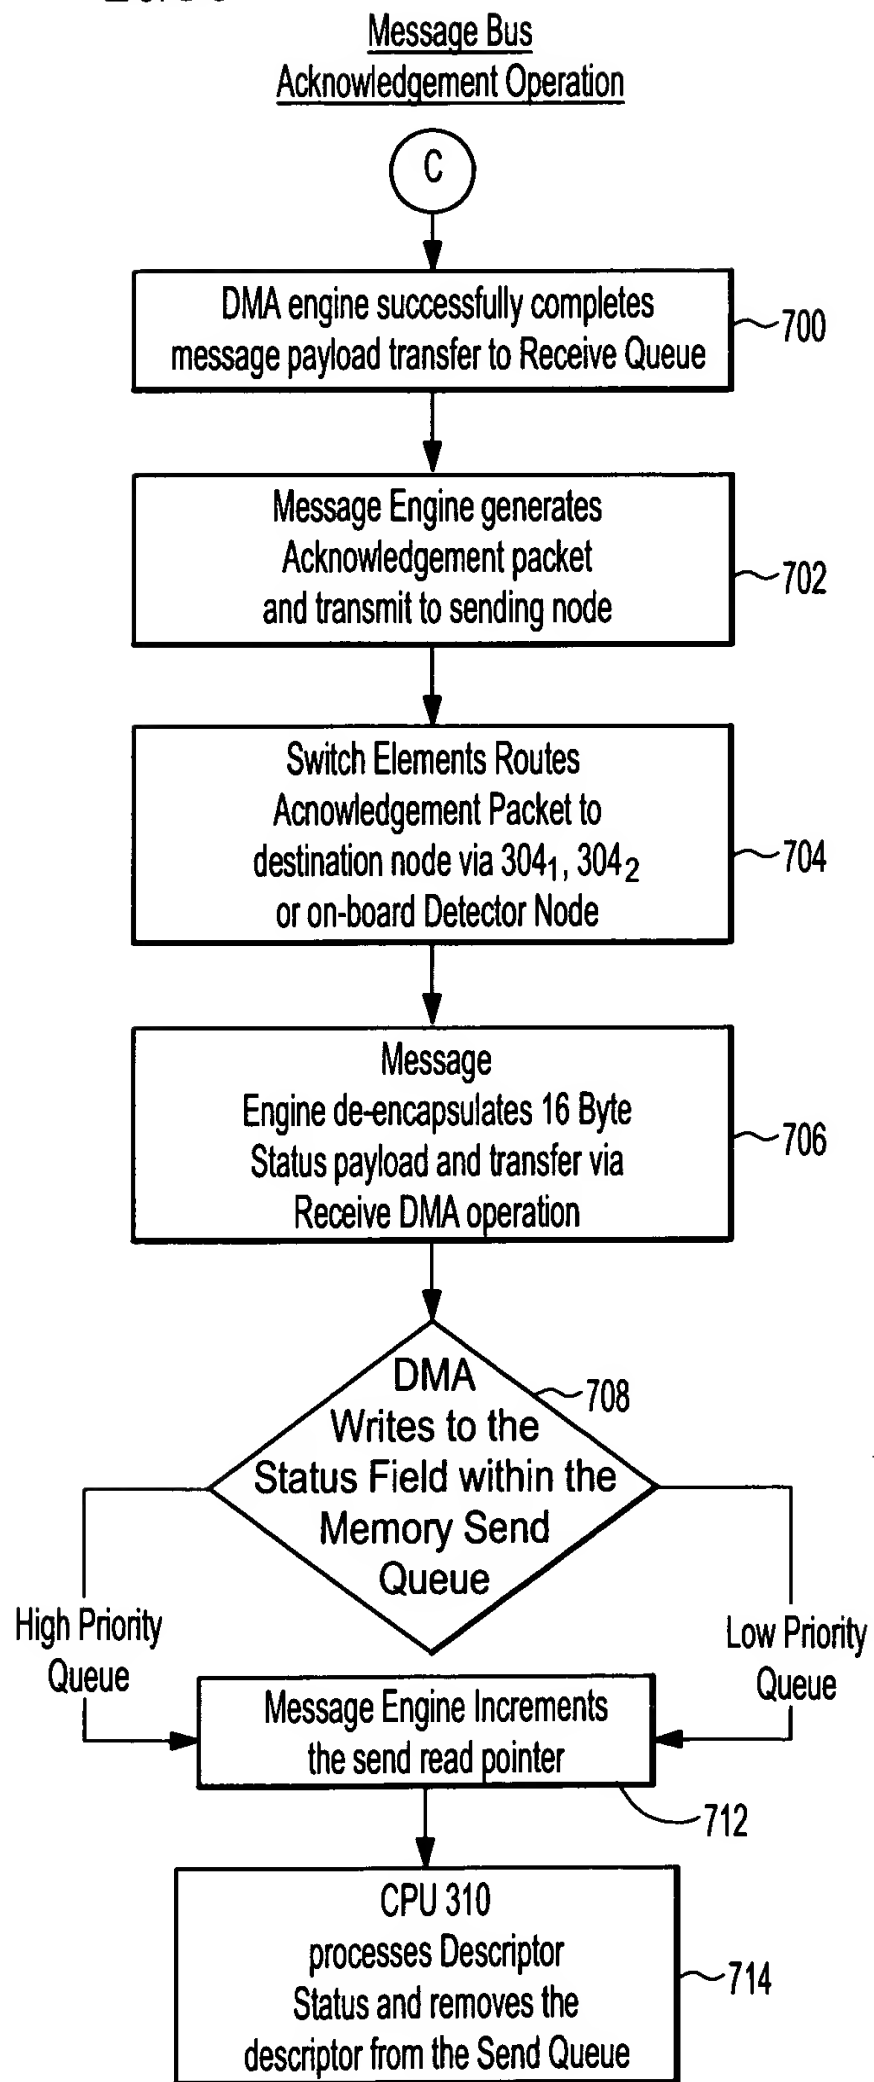 Message Bus
Acknowledgement Operation
C
DMA engine successfully completes
message payload transfer to Receive Queue
700
Message Engine generates
Acknowledgement packet
and transmit to sending node
702
Switch Elements Routes
Acnowledgement Packet to
destination node via 304₁, 304₂
or on-board Detector Node
704
Message
Engine de-encapsulates 16 Byte
Status payload and transfer via
Receive DMA operation
706
DMA
Writes to the
Status Field within the
Memory Send
Queue
708
High Priority
Queue
Low Priority
Queue
Message Engine Increments
the send read pointer
712
CPU 310
processes Descriptor
Status and removes the
descriptor from the Send Queue
714